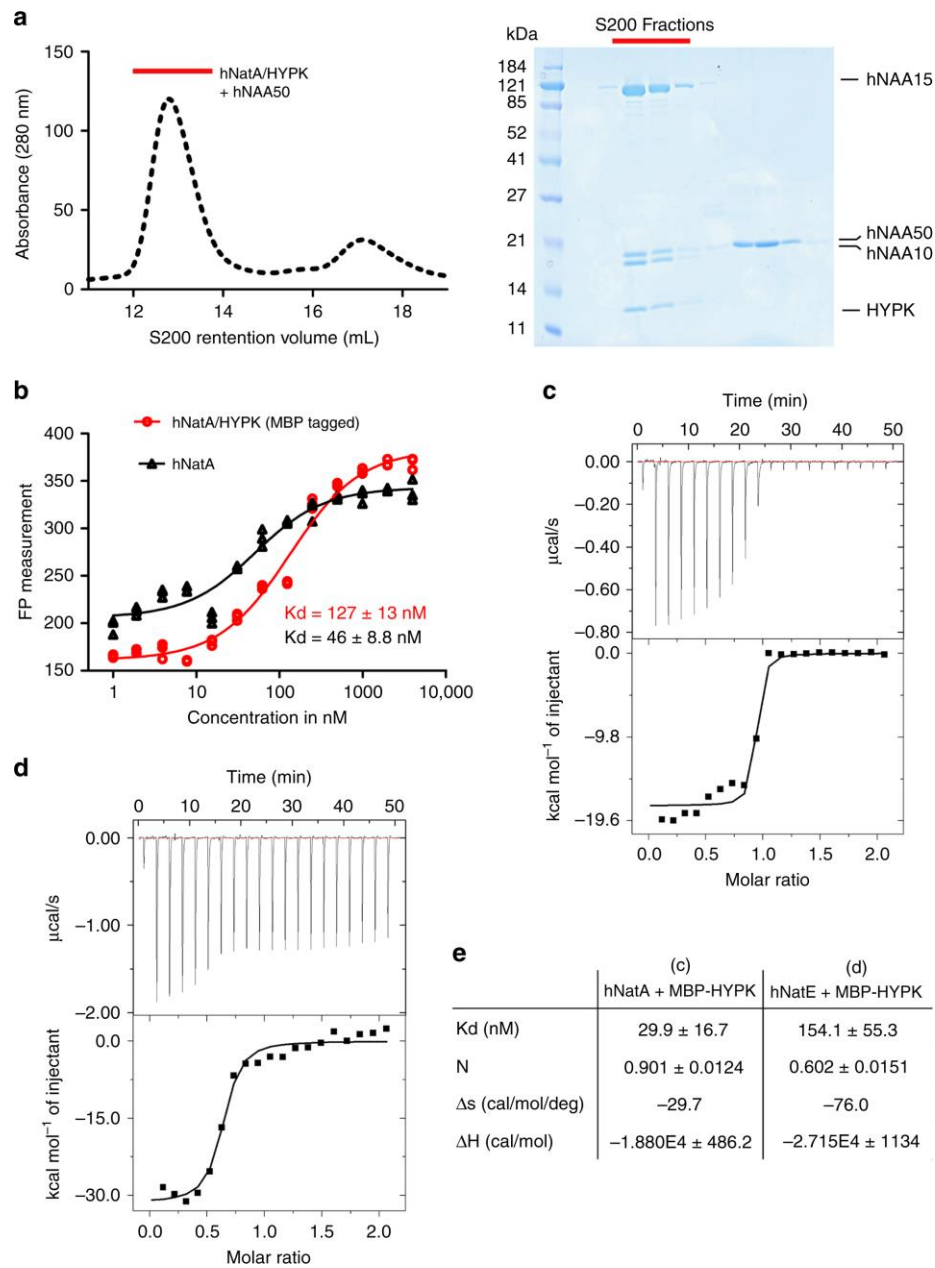 a
150
100
50
0
Absorbance (280 nm)
hNatA/HYPK
+ hNAA50
12 14 16 18
S200 rentention volume (mL)
S200 Fractions
kDa
184
121
85
52
41
27
21
14
11
hNAA15
hNAA50
hNAA10
HYPK
b
hNatA/HYPK (MBP tagged)
hNatA
400
350
300
250
200
150
FP measurement
Kd = 127 ± 13 nM
Kd = 46 ± 8.8 nM
1 10 100 1000 10,000
Concentration in nM
c
Time (min)
0 10 20 30 40 50
0.00
−0.20
−0.40
−0.60
−0.80
µcal/s
0.0
−9.8
−19.6
kcal mol−1 of injectant
0.0 0.5 1.0 1.5 2.0
Molar ratio
d
Time (min)
0 10 20 30 40 50
0.00
−1.00
−2.00
µcal/s
0.0
−15.0
−30.0
kcal mol−1 of injectant
0.0 0.5 1.0 1.5 2.0
Molar ratio
e
(c) (d)
hNatA + MBP-HYPK hNatE + MBP-HYPK
Kd (nM) 29.9 ± 16.7 154.1 ± 55.3
N 0.901 ± 0.0124 0.602 ± 0.0151
Δs (cal/mol/deg) −29.7 −76.0
ΔH (cal/mol) −1.880E4 ± 486.2 −2.715E4 ± 1134